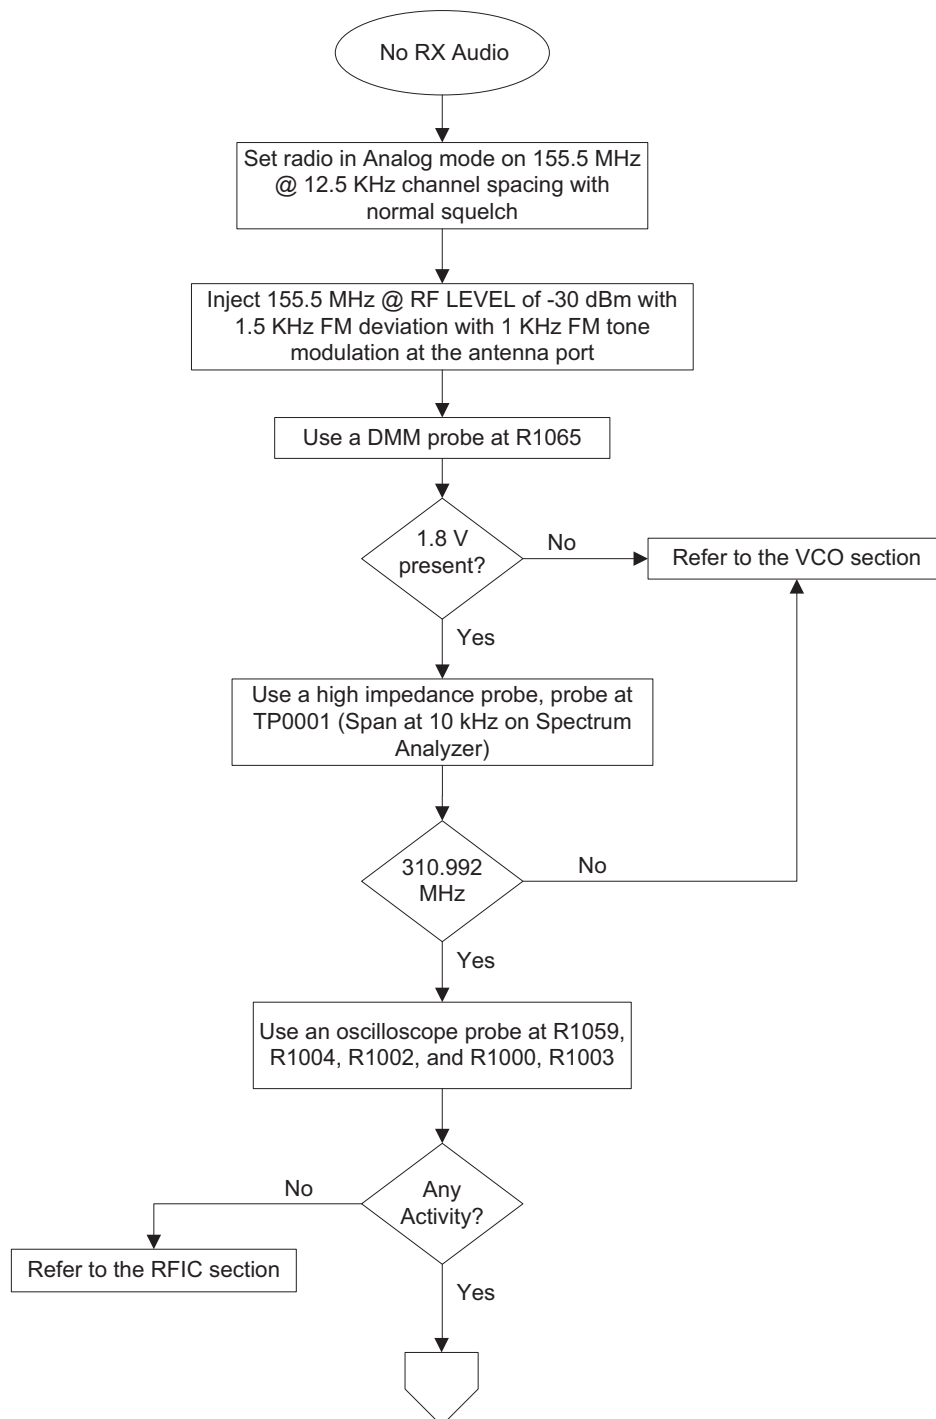 No RX Audio
Set radio in Analog mode on 155.5 MHz
@ 12.5 KHz channel spacing with
normal squelch
Inject 155.5 MHz @ RF LEVEL of -30 dBm with
1.5 KHz FM deviation with 1 KHz FM tone
modulation at the antenna port
Use a DMM probe at R1065
1.8 V
present?
No
Refer to the VCO section
Yes
Use a high impedance probe, probe at
TP0001 (Span at 10 kHz on Spectrum
Analyzer)
310.992
MHz
No
Yes
Use an oscilloscope probe at R1059,
R1004, R1002, and R1000, R1003
Any
Activity?
No
Refer to the RFIC section
Yes